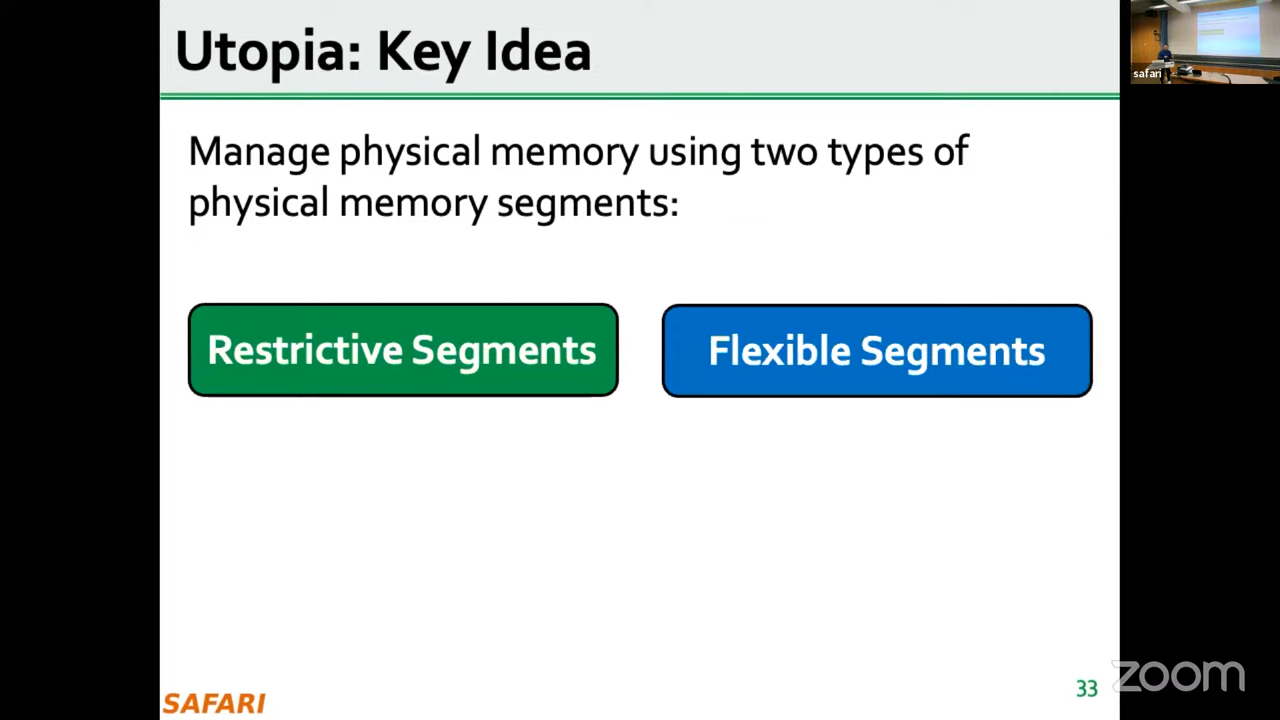 Utopia: Key Idea
safari
Manage physical memory using two types of
physical memory segments:
Restrictive Segments
Flexible Segments
SAFARI
33
zoom